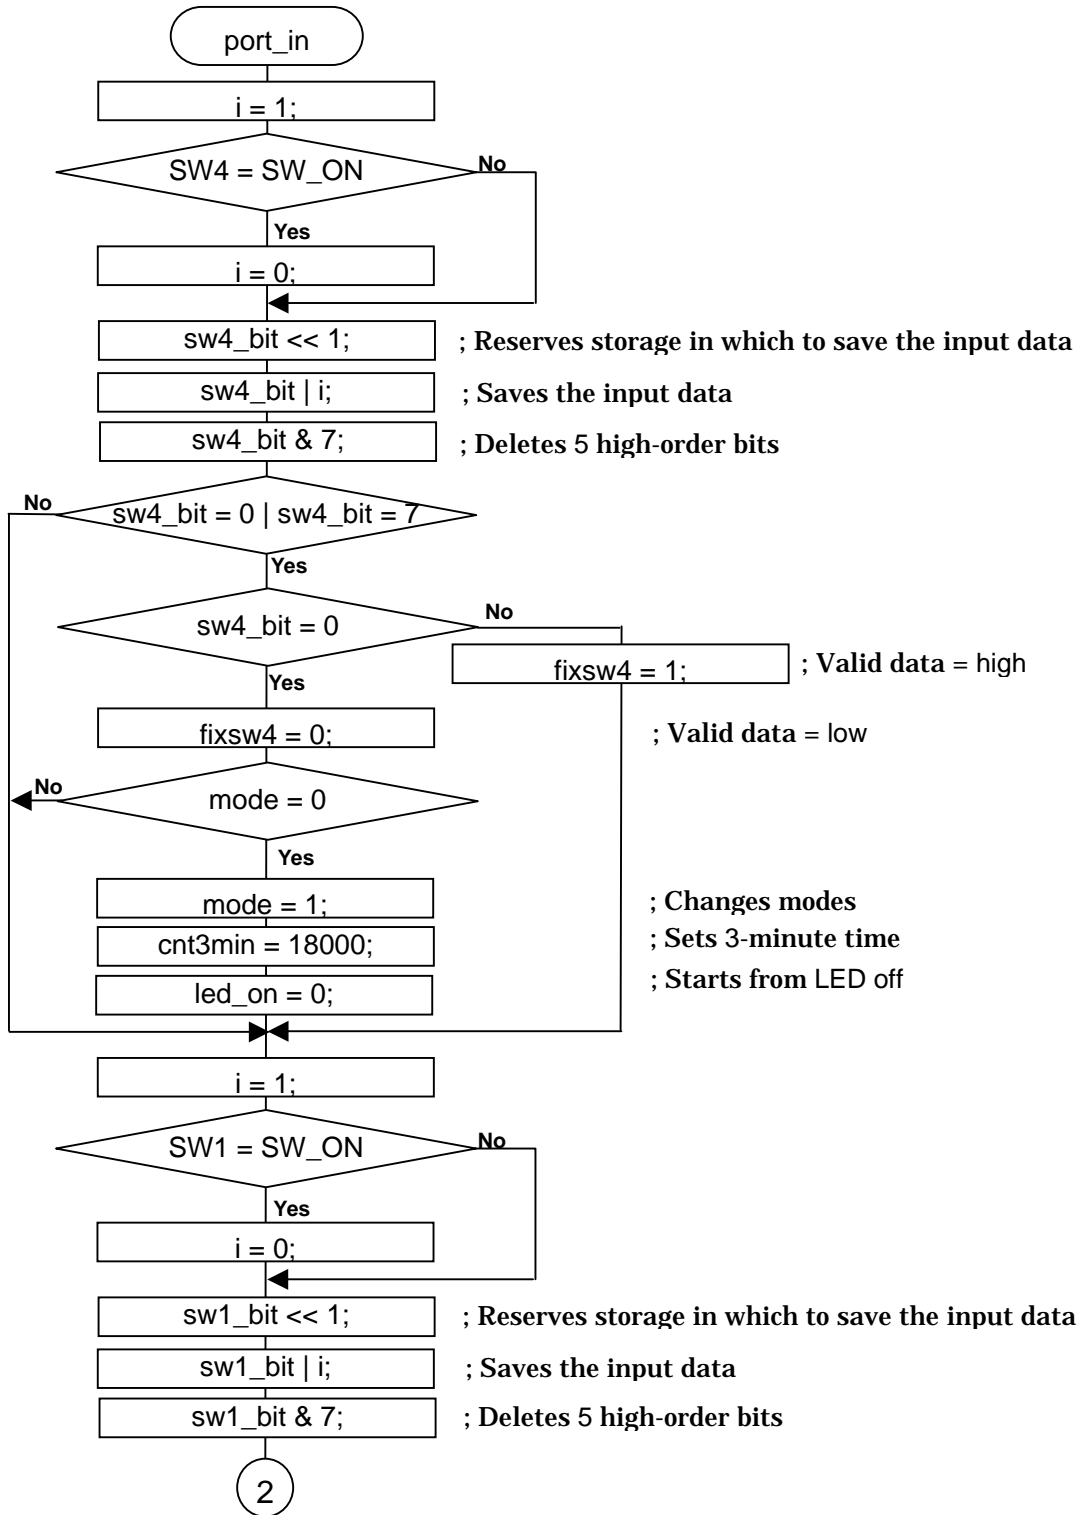 port_in
i = 1;
SW4 = SW_ON
No
Yes
i = 0;
sw4_bit << 1; ; Reserves storage in which to save the input data
sw4_bit | i; ; Saves the input data
sw4_bit & 7; ; Deletes 5 high-order bits
No
sw4_bit = 0 | sw4_bit = 7
Yes
sw4_bit = 0
No
fixsw4 = 1; ; Valid data = high
Yes
fixsw4 = 0; ; Valid data = low
No
mode = 0
Yes
mode = 1; ; Changes modes
cnt3min = 18000; ; Sets 3-minute time
led_on = 0; ; Starts from LED off
i = 1;
SW1 = SW_ON
No
Yes
i = 0;
sw1_bit << 1; ; Reserves storage in which to save the input data
sw1_bit | i; ; Saves the input data
sw1_bit & 7; ; Deletes 5 high-order bits
2